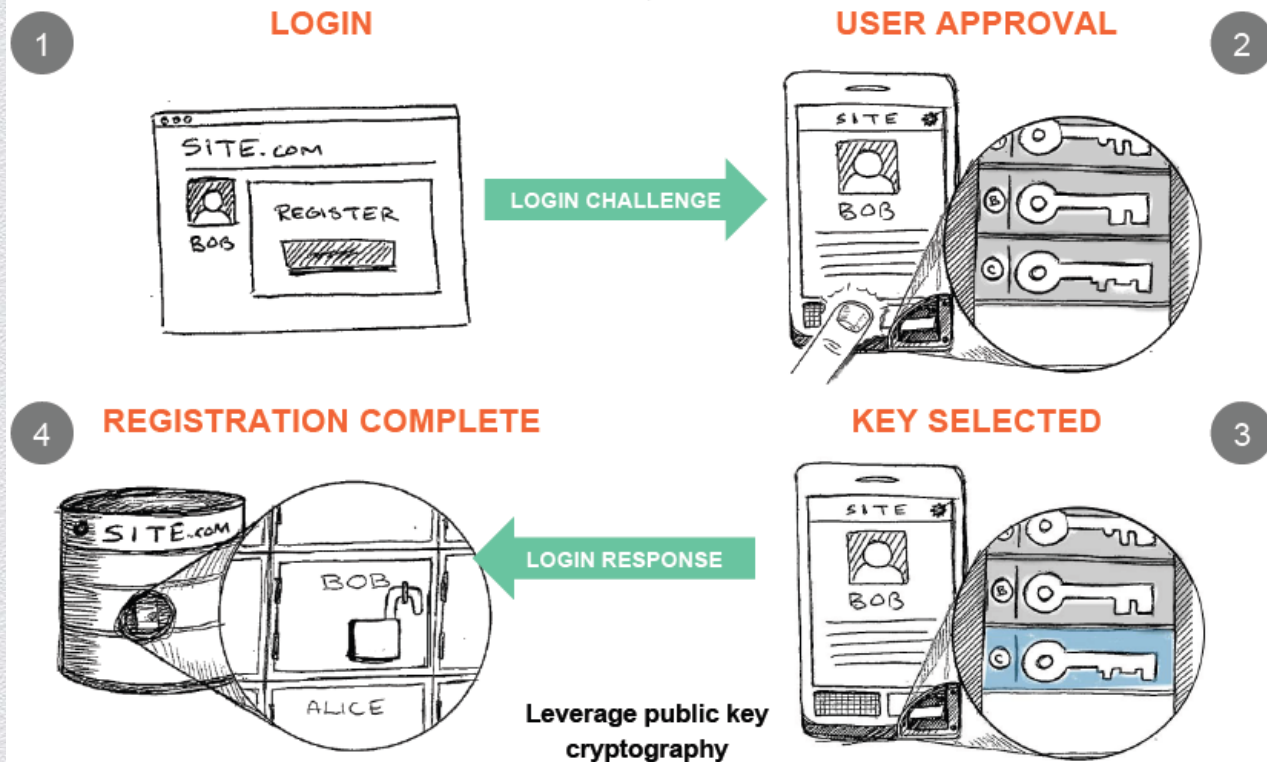 1
LOGIN
USER APPROVAL
2
SITE.COM
BOB
REGISTER
LOGIN CHALLENGE
SITE
BOB
B
C
4
REGISTRATION COMPLETE
KEY SELECTED
3
SITE.COM
BOB
ALICE
LOGIN RESPONSE
SITE
BOB
B
C
Leverage public key
cryptography